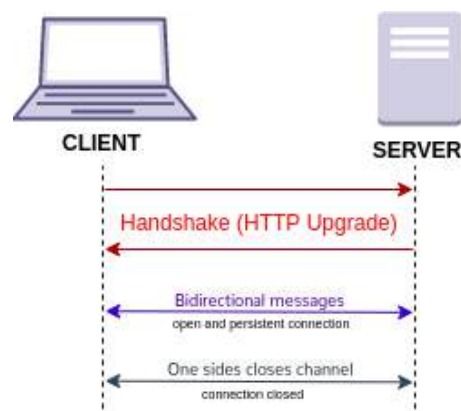 CLIENT
SERVER
Handshake (HTTP Upgrade)
Bidirectional messages
open and persistent connection
One sides closes channel
connection closed